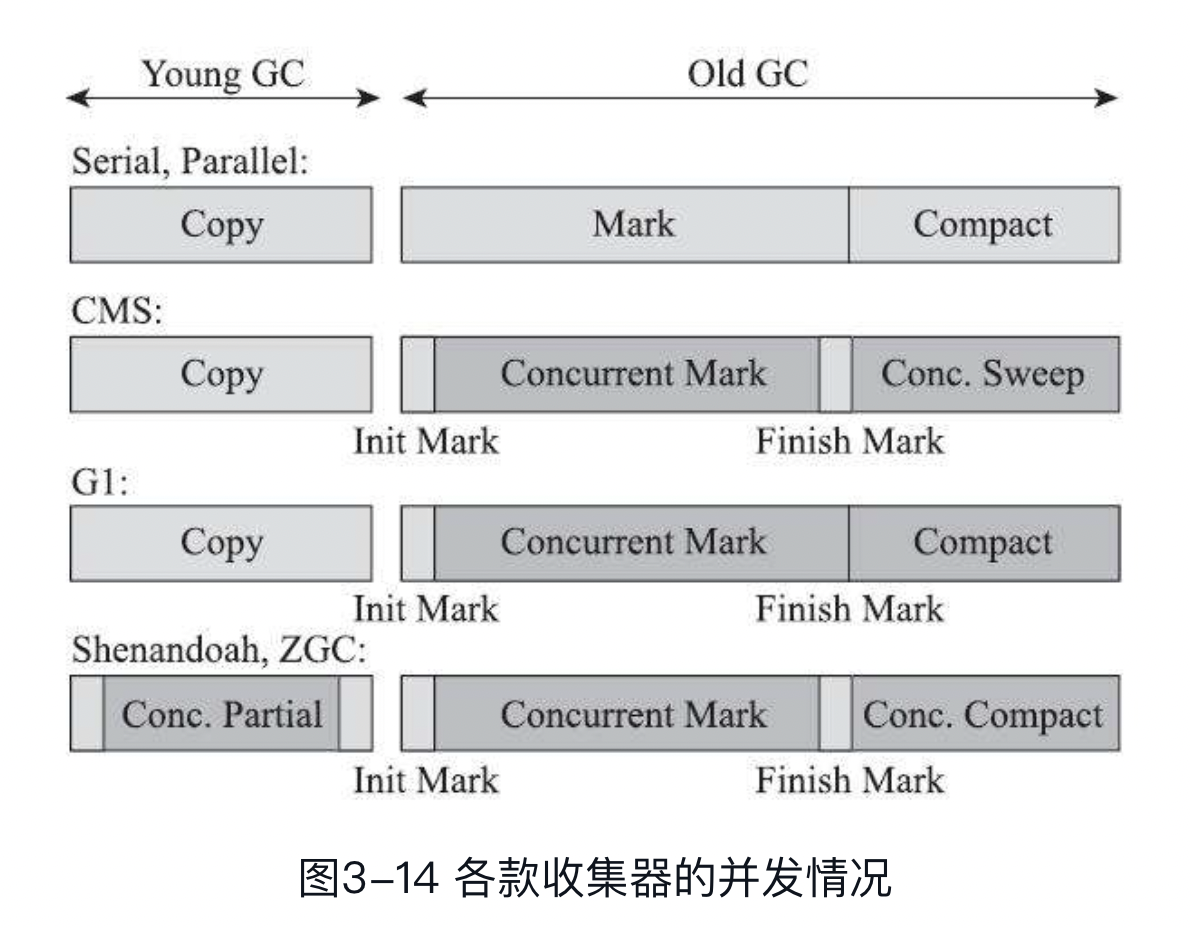 Young GC Old GC
Serial, Parallel:
Copy Mark Compact
CMS:
Copy Concurrent Mark Conc. Sweep
Init Mark Finish Mark
G1:
Copy Concurrent Mark Compact
Init Mark Finish Mark
Shenandoah, ZGC:
Conc. Partial Concurrent Mark Conc. Compact
Init Mark Finish Mark
图3–14 各款收集器的并发情况